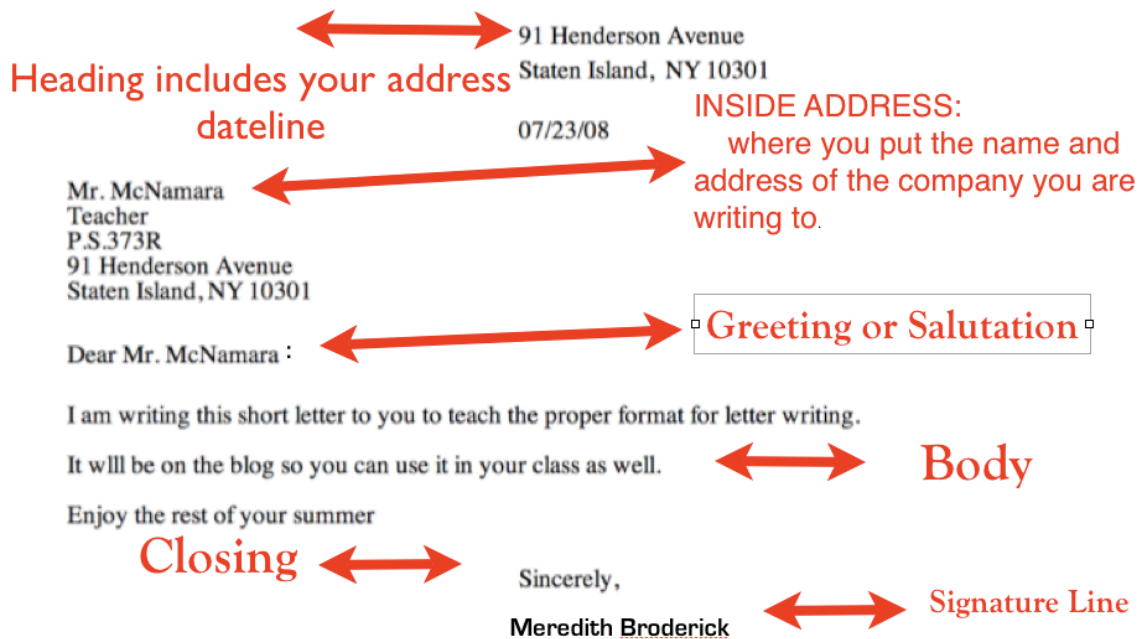 91 Henderson Avenue
Heading includes your address
dateline
Staten Island, NY 10301
07/23/08
INSIDE ADDRESS:
where you put the name and
address of the company you are
writing to.
Mr. McNamara
Teacher
P.S.373R
91 Henderson Avenue
Staten Island, NY 10301
Greeting or Salutation
Dear Mr. McNamara :
I am writing this short letter to you to teach the proper format for letter writing.
It wlll be on the blog so you can use it in your class as well.
Body
Enjoy the rest of your summer
Closing
Sincerely,
Signature Line
Meredith Broderick